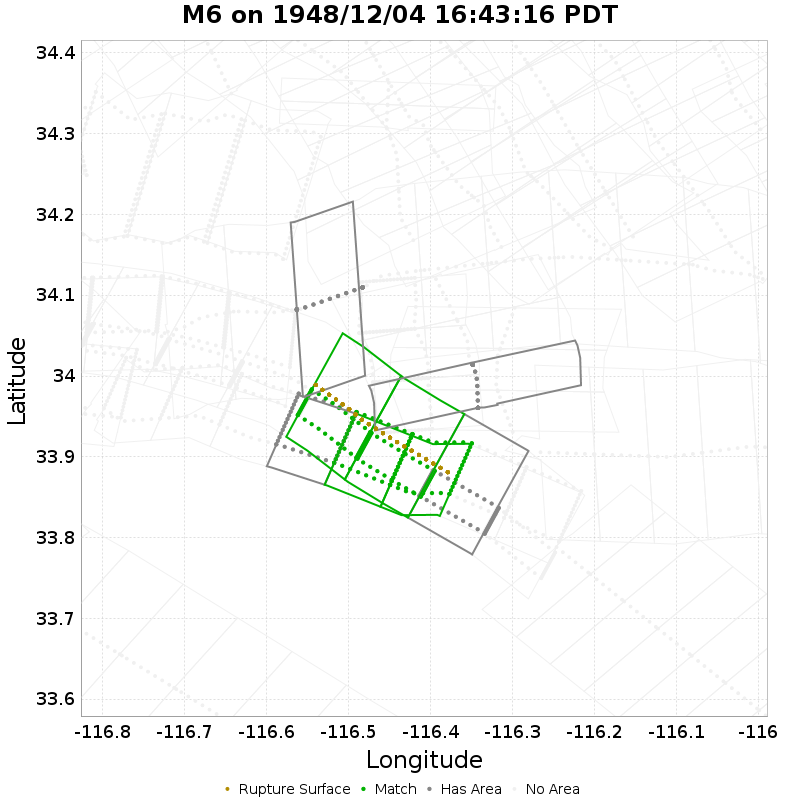 M6 on 1948/12/04 16:43:16 PDT
Latitude
34.4
34.3
34.2
34.1
34
33.9
33.8
33.7
33.6
-116.8 -116.7 -116.6 -116.5 -116.4 -116.3 -116.2 -116.1 -116
Longitude
Rupture Surface Match Has Area No Area